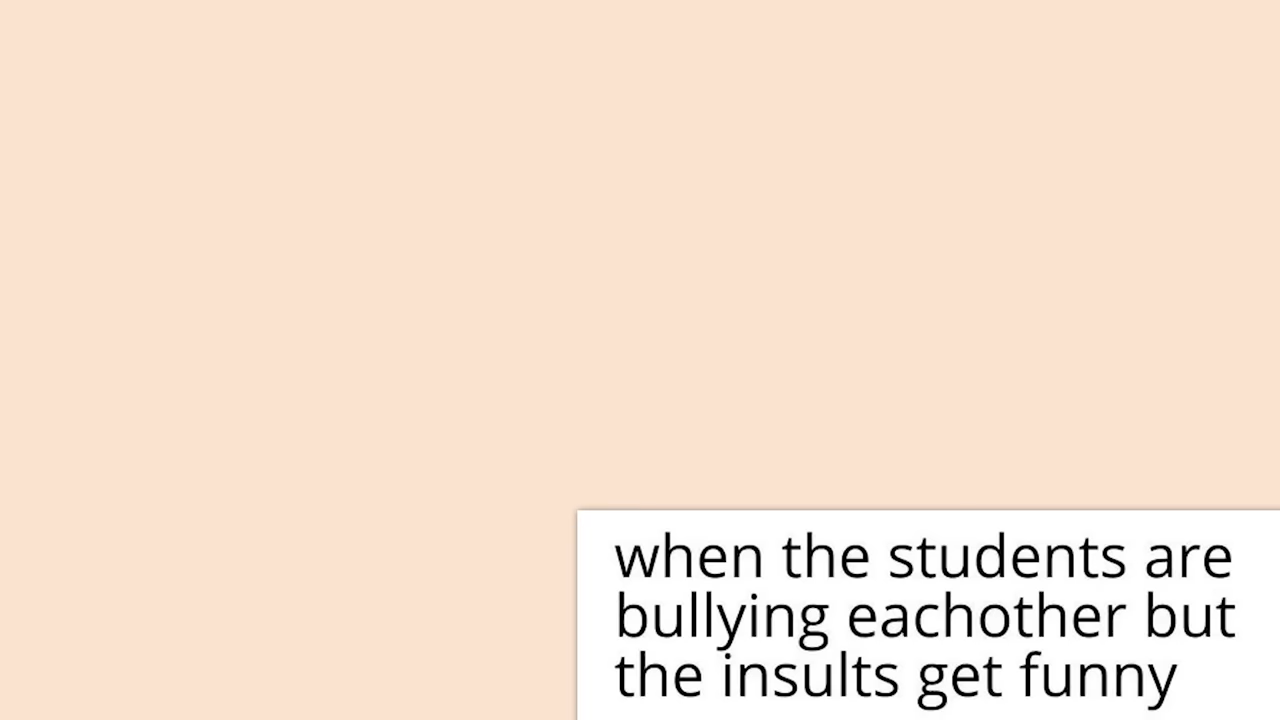 when the students are
bullying eachother but
the insults get funny